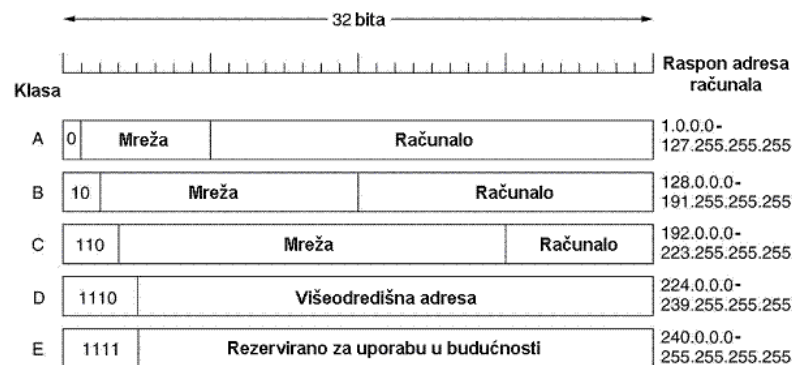 32 bita
Raspon adresa
računala
Klasa
A 0 Mreža Računalo 1.0.0.0-
127.255.255.255
B 10 Mreža Računalo 128.0.0.0-
191.255.255.255
C 110 Mreža Računalo 192.0.0.0-
223.255.255.255
D 1110 Višeodredišna adresa 224.0.0.0-
239.255.255.255
E 1111 Rezervirano za uporabu u budućnosti 240.0.0.0-
255.255.255.255